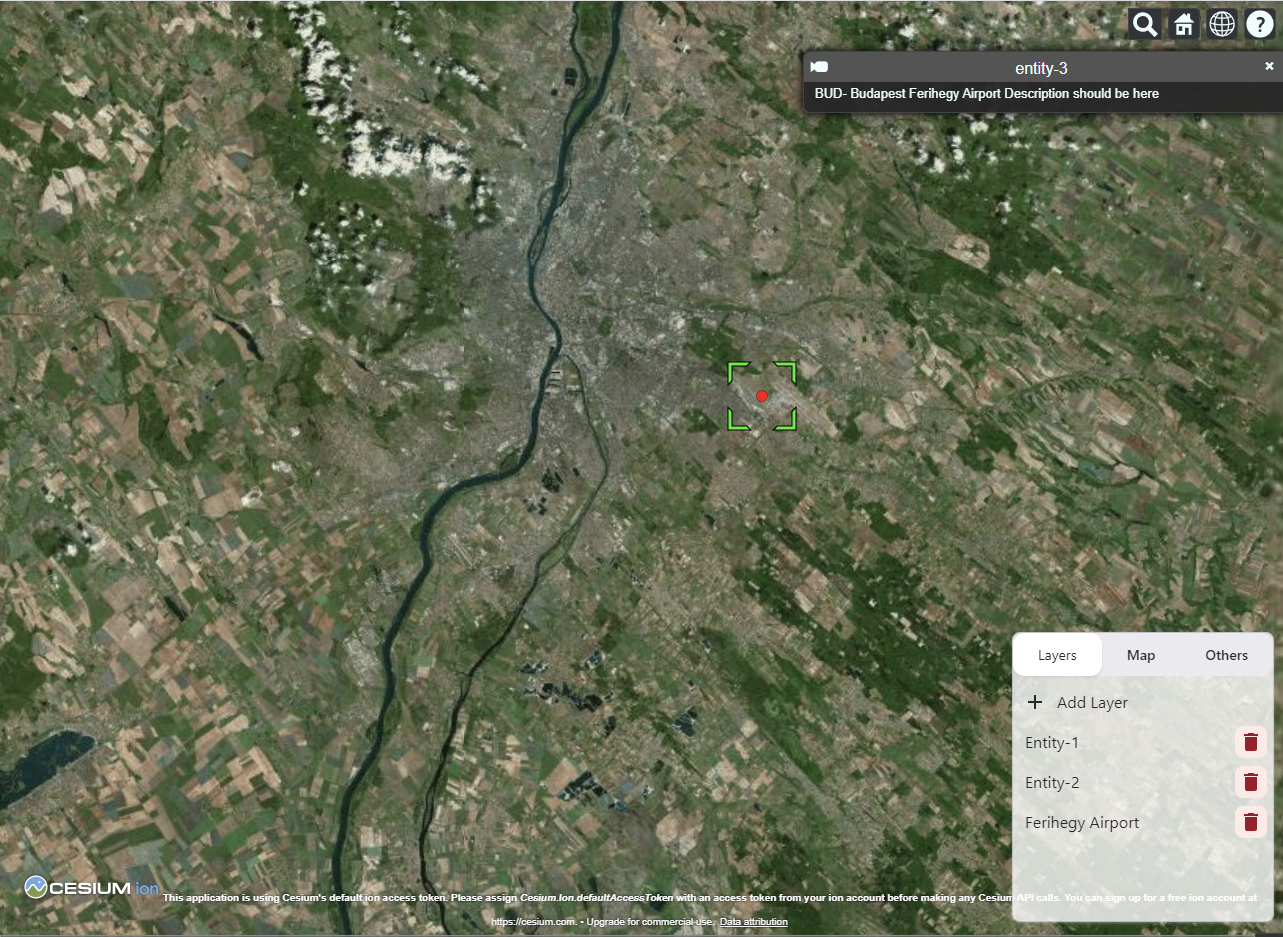 ?
entity-3
BUD- Budapest Ferihegy Airport Description should be here
Layers Map Others
+ Add Layer
Entity-1
Entity-2
Ferihegy Airport
CESIUM ion
This application is using Cesium's default ion access token. Please assign Cesium.Ion.defaultAccessToken with an access token from your ion account before making any Cesium API calls. You can sign up for a free ion account at
https://cesium.com. - Upgrade for commercial use. Data attribution